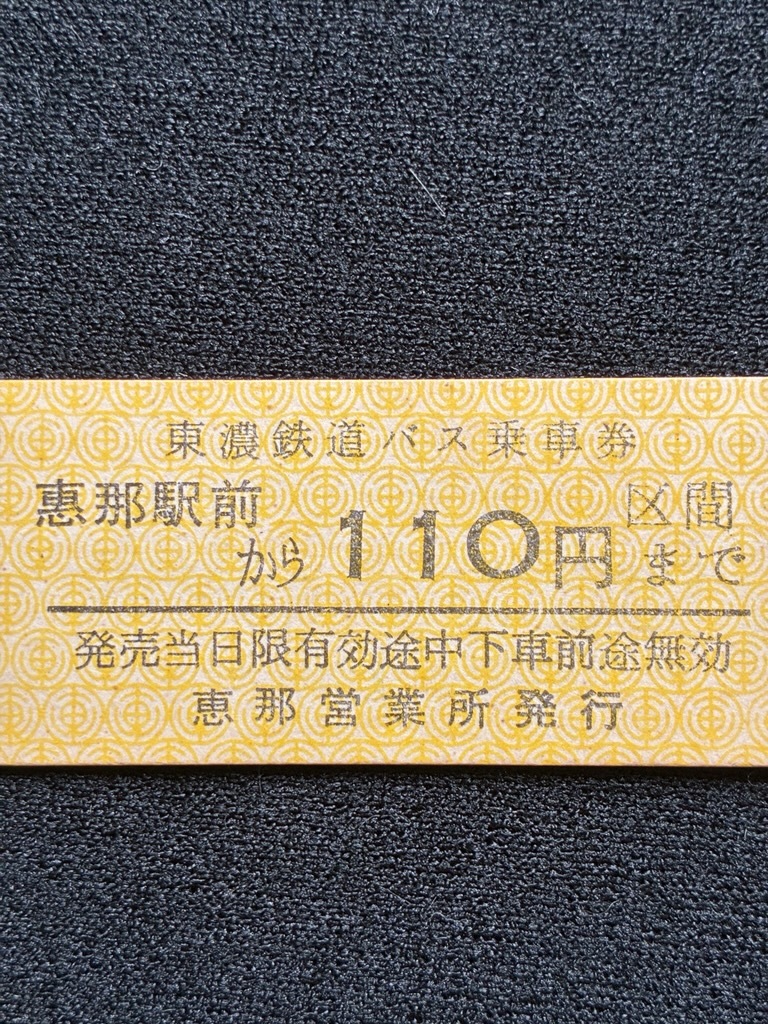 東濃鉄道バス乗車券
恵那駅前から 110円 区間まで
発売当日限有効途中下車前途無効
恵那営業所発行